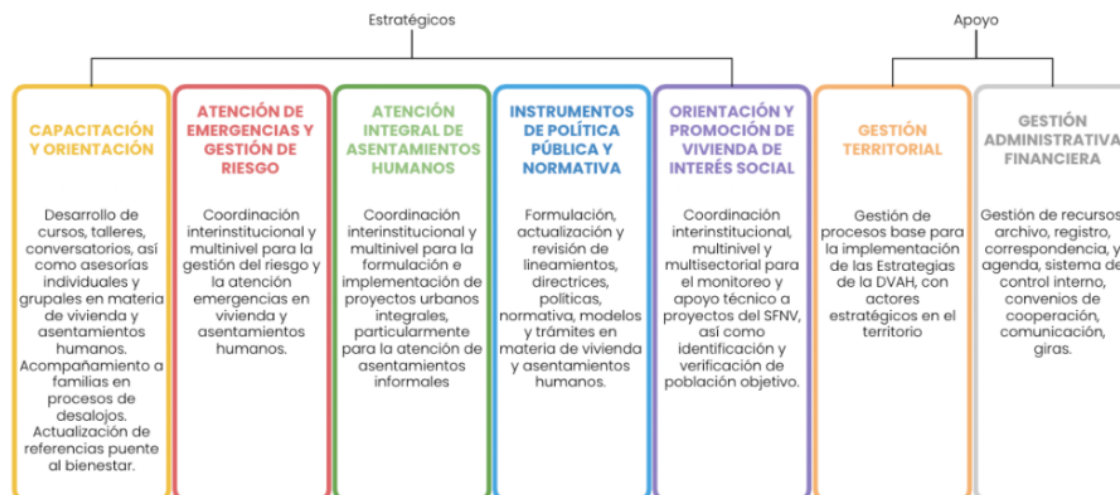 Estratégicos
Apoyo
CAPACITACIÓN
Y ORIENTACIÓN
Desarrollo de
cursos, talleres,
conversatorios, así
como asesorías
individuales y
grupales en materia
de vivienda y
asentamientos
humanos.
Acompañamiento a
familias en
procesos de
desalojos.
Actualización de
referencias puente
al bienestar.
ATENCIÓN DE
EMERGENCIAS Y
GESTIÓN DE
RIESGO
Coordinación
interinstitucional y
multinivel para la
gestión del riesgo y
la atención
emergencias en
vivienda y
asentamientos
humanos.
ATENCIÓN
INTEGRAL DE
ASENTAMIENTOS
HUMANOS
Coordinación
interinstitucional y
multinivel para la
formulación e
implementación de
proyectos urbanos
integrales,
particularmente
para la atención de
asentamientos
informales
INSTRUMENTOS
DE POLÍTICA
PÚBLICA Y
NORMATIVA
Formulación,
actualización y
revisión de
lineamientos,
directrices,
políticas,
normativa, modelos
y trámites en
materia de vivienda
y asentamientos
humanos.
ORIENTACIÓN Y
PROMOCIÓN DE
VIVIENDA DE
INTERÉS SOCIAL
Coordinación
interinstitucional,
multinivel y
multisectorial para
el monitoreo y
apoyo técnico a
proyectos del SFNV,
así como
identificación y
verificación de
población objetivo.
GESTIÓN
TERRITORIAL
Gestión de
procesos base para
la implementación
de las Estrategias
de la DVAH, con
actores
estratégicos en el
territorio
GESTIÓN
ADMINISTRATIVA
FINANCIERA
Gestión de recursos,
archivo, registro,
correspondencia, y
agenda, sistema de
control interno,
convenios de
cooperación,
comunicación,
giras.